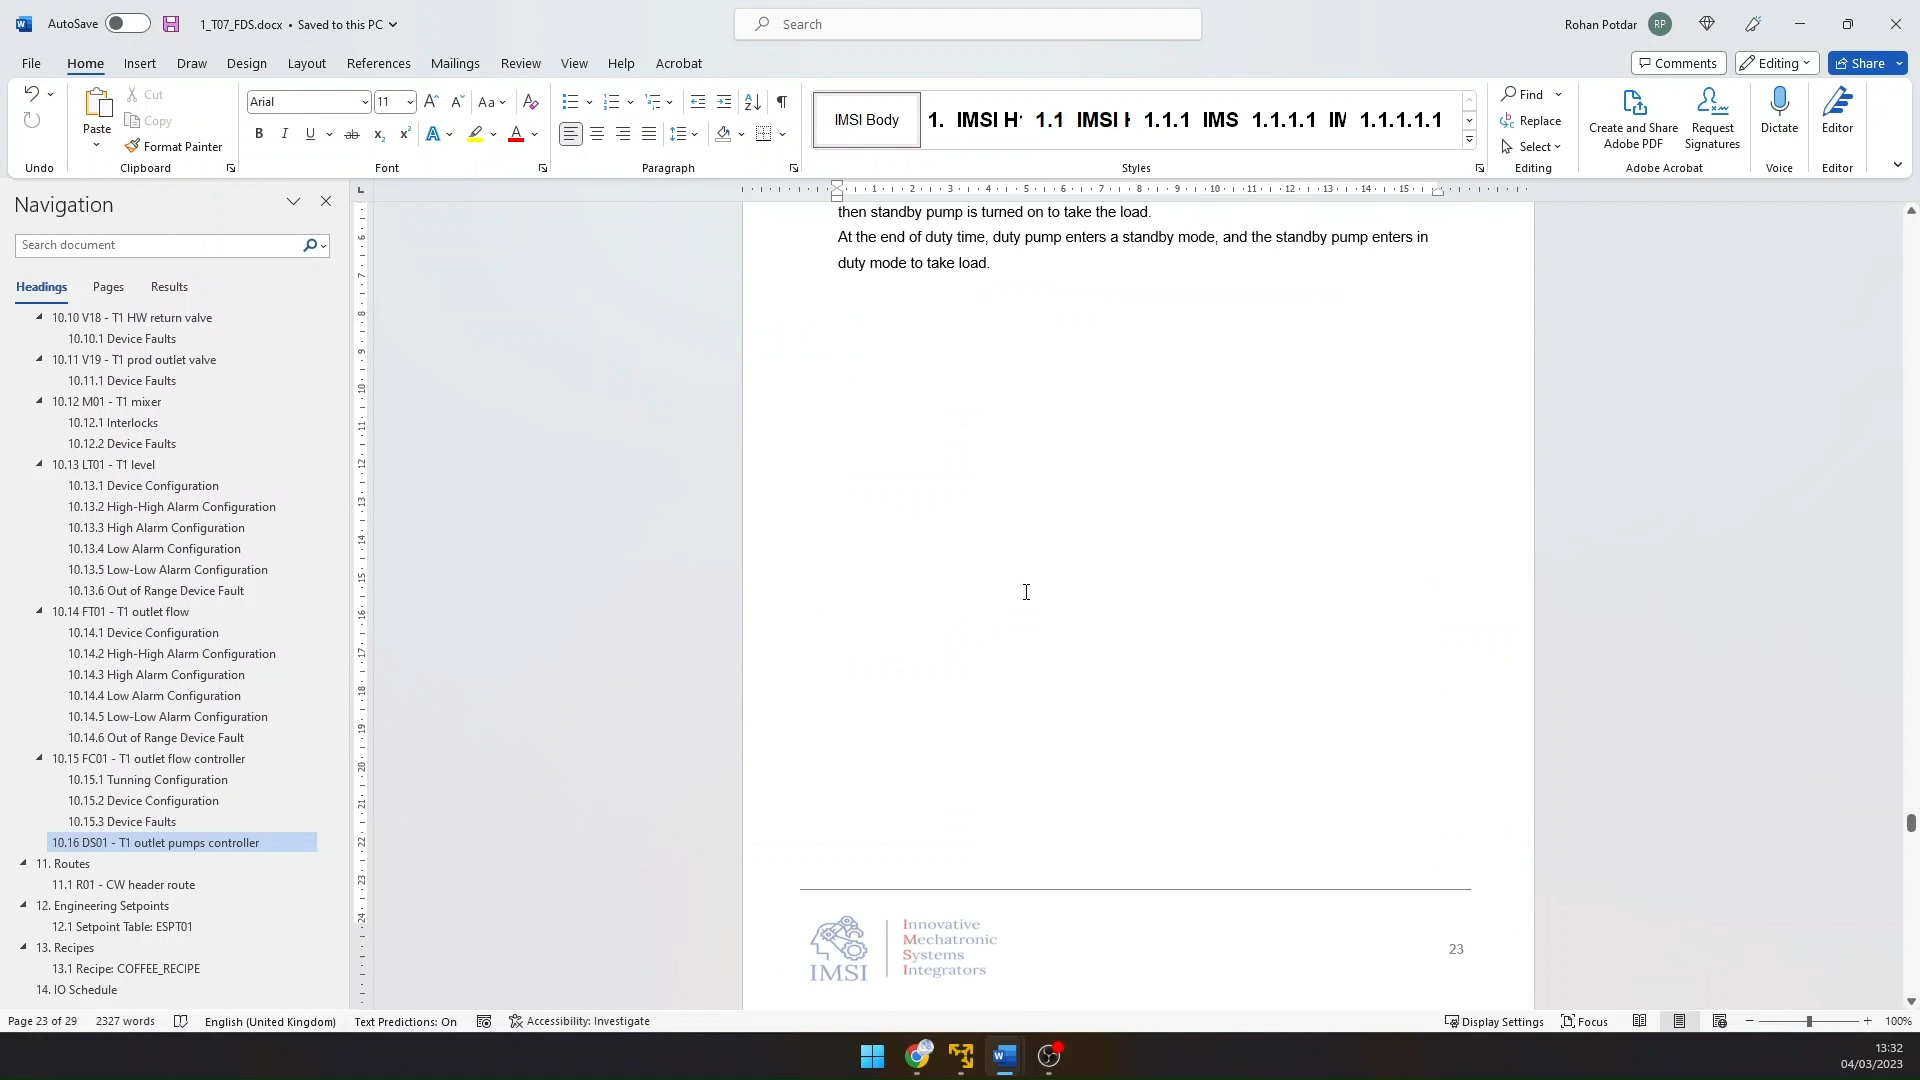 AutoSave
1_T07_FDS.docx • Saved to this PC
Search
Rohan Potdar RP
File Home Insert Draw Design Layout References Mailings Review View Help Acrobat
Comments Editing Share
Paste
Cut
Copy
Format Painter
Arial 11
IMSI Body
1. IMSI H
1.1 IMSI
1.1.1 IMS
1.1.1.1
1.1.1.1.1
Find
Replace
Select
Create and Share
Adobe PDF
Request
Signatures
Dictate
Editor
Undo Clipboard Font Paragraph Styles Editing Adobe Acrobat Voice Editor
Navigation
Search document
Headings Pages Results
10.10 V18 - T1 HW return valve
10.10.1 Device Faults
10.11 V19 - T1 prod outlet valve
10.11.1 Device Faults
10.12 M01 - T1 mixer
10.12.1 Interlocks
10.12.2 Device Faults
10.13 LT01 - T1 level
10.13.1 Device Configuration
10.13.2 High-High Alarm Configuration
10.13.3 High Alarm Configuration
10.13.4 Low Alarm Configuration
10.13.5 Low-Low Alarm Configuration
10.13.6 Out of Range Device Fault
10.14 FT01 - T1 outlet flow
10.14.1 Device Configuration
10.14.2 High-High Alarm Configuration
10.14.3 High Alarm Configuration
10.14.4 Low Alarm Configuration
10.14.5 Low-Low Alarm Configuration
10.14.6 Out of Range Device Fault
10.15 FC01 - T1 outlet flow controller
10.15.1 Tunning Configuration
10.15.2 Device Configuration
10.15.3 Device Faults
10.16 DS01 - T1 outlet pumps controller
11. Routes
11.1 R01 - CW header route
12. Engineering Setpoints
12.1 Setpoint Table: ESPT01
13. Recipes
13.1 Recipe: COFFEE_RECIPE
14. IO Schedule
then standby pump is turned on to take the load.
At the end of duty time, duty pump enters a standby mode, and the standby pump enters in
duty mode to take load.
IMSI
Innovative
Mechatronic
Systems
Integrators
23
Page 23 of 29 2327 words English (United Kingdom) Text Predictions: On Accessibility: Investigate
Display Settings Focus 100%
13:32
04/03/2023